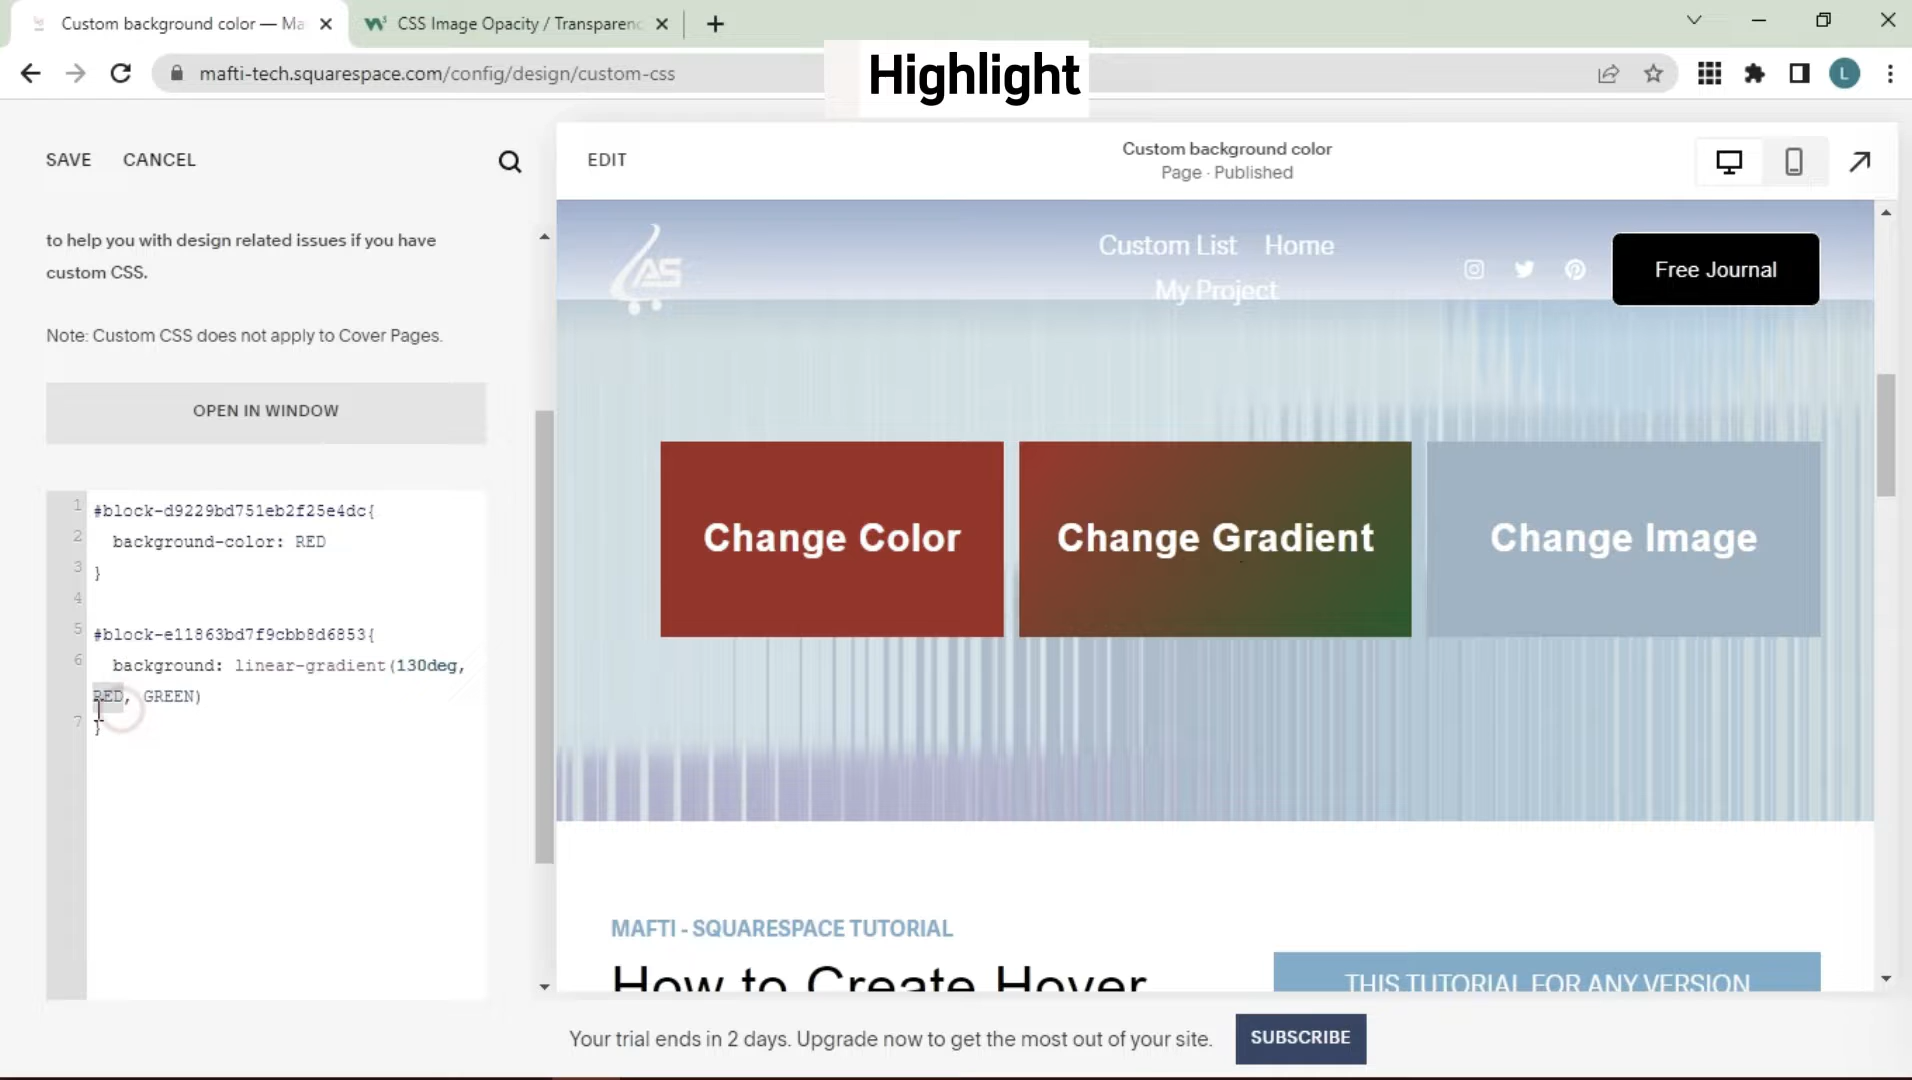 Custom background color — Ma
CSS Image Opacity / Transparenc
mafti-tech.squarespace.com/config/design/custom-css
L
Highlight
SAVE CANCEL
to help you with design related issues if you have
custom CSS.
Note: Custom CSS does not apply to Cover Pages.
OPEN IN WINDOW
1 #block-d9229bd751eb2f25e4dc{
2 background-color: RED
3 }
4
5 #block-e11863bd7f9cbb8d6853{
6 background: linear-gradient(130deg,
RED, GREEN)
7 }
EDIT
Custom background color
Page · Published
AS
Custom List Home
My Project
Free Journal
Change Color
Change Gradient
Change Image
MAFTI - SQUARESPACE TUTORIAL
How to Create Hover
THIS TUTORIAL FOR ANY VERSION
Your trial ends in 2 days. Upgrade now to get the most out of your site.
SUBSCRIBE